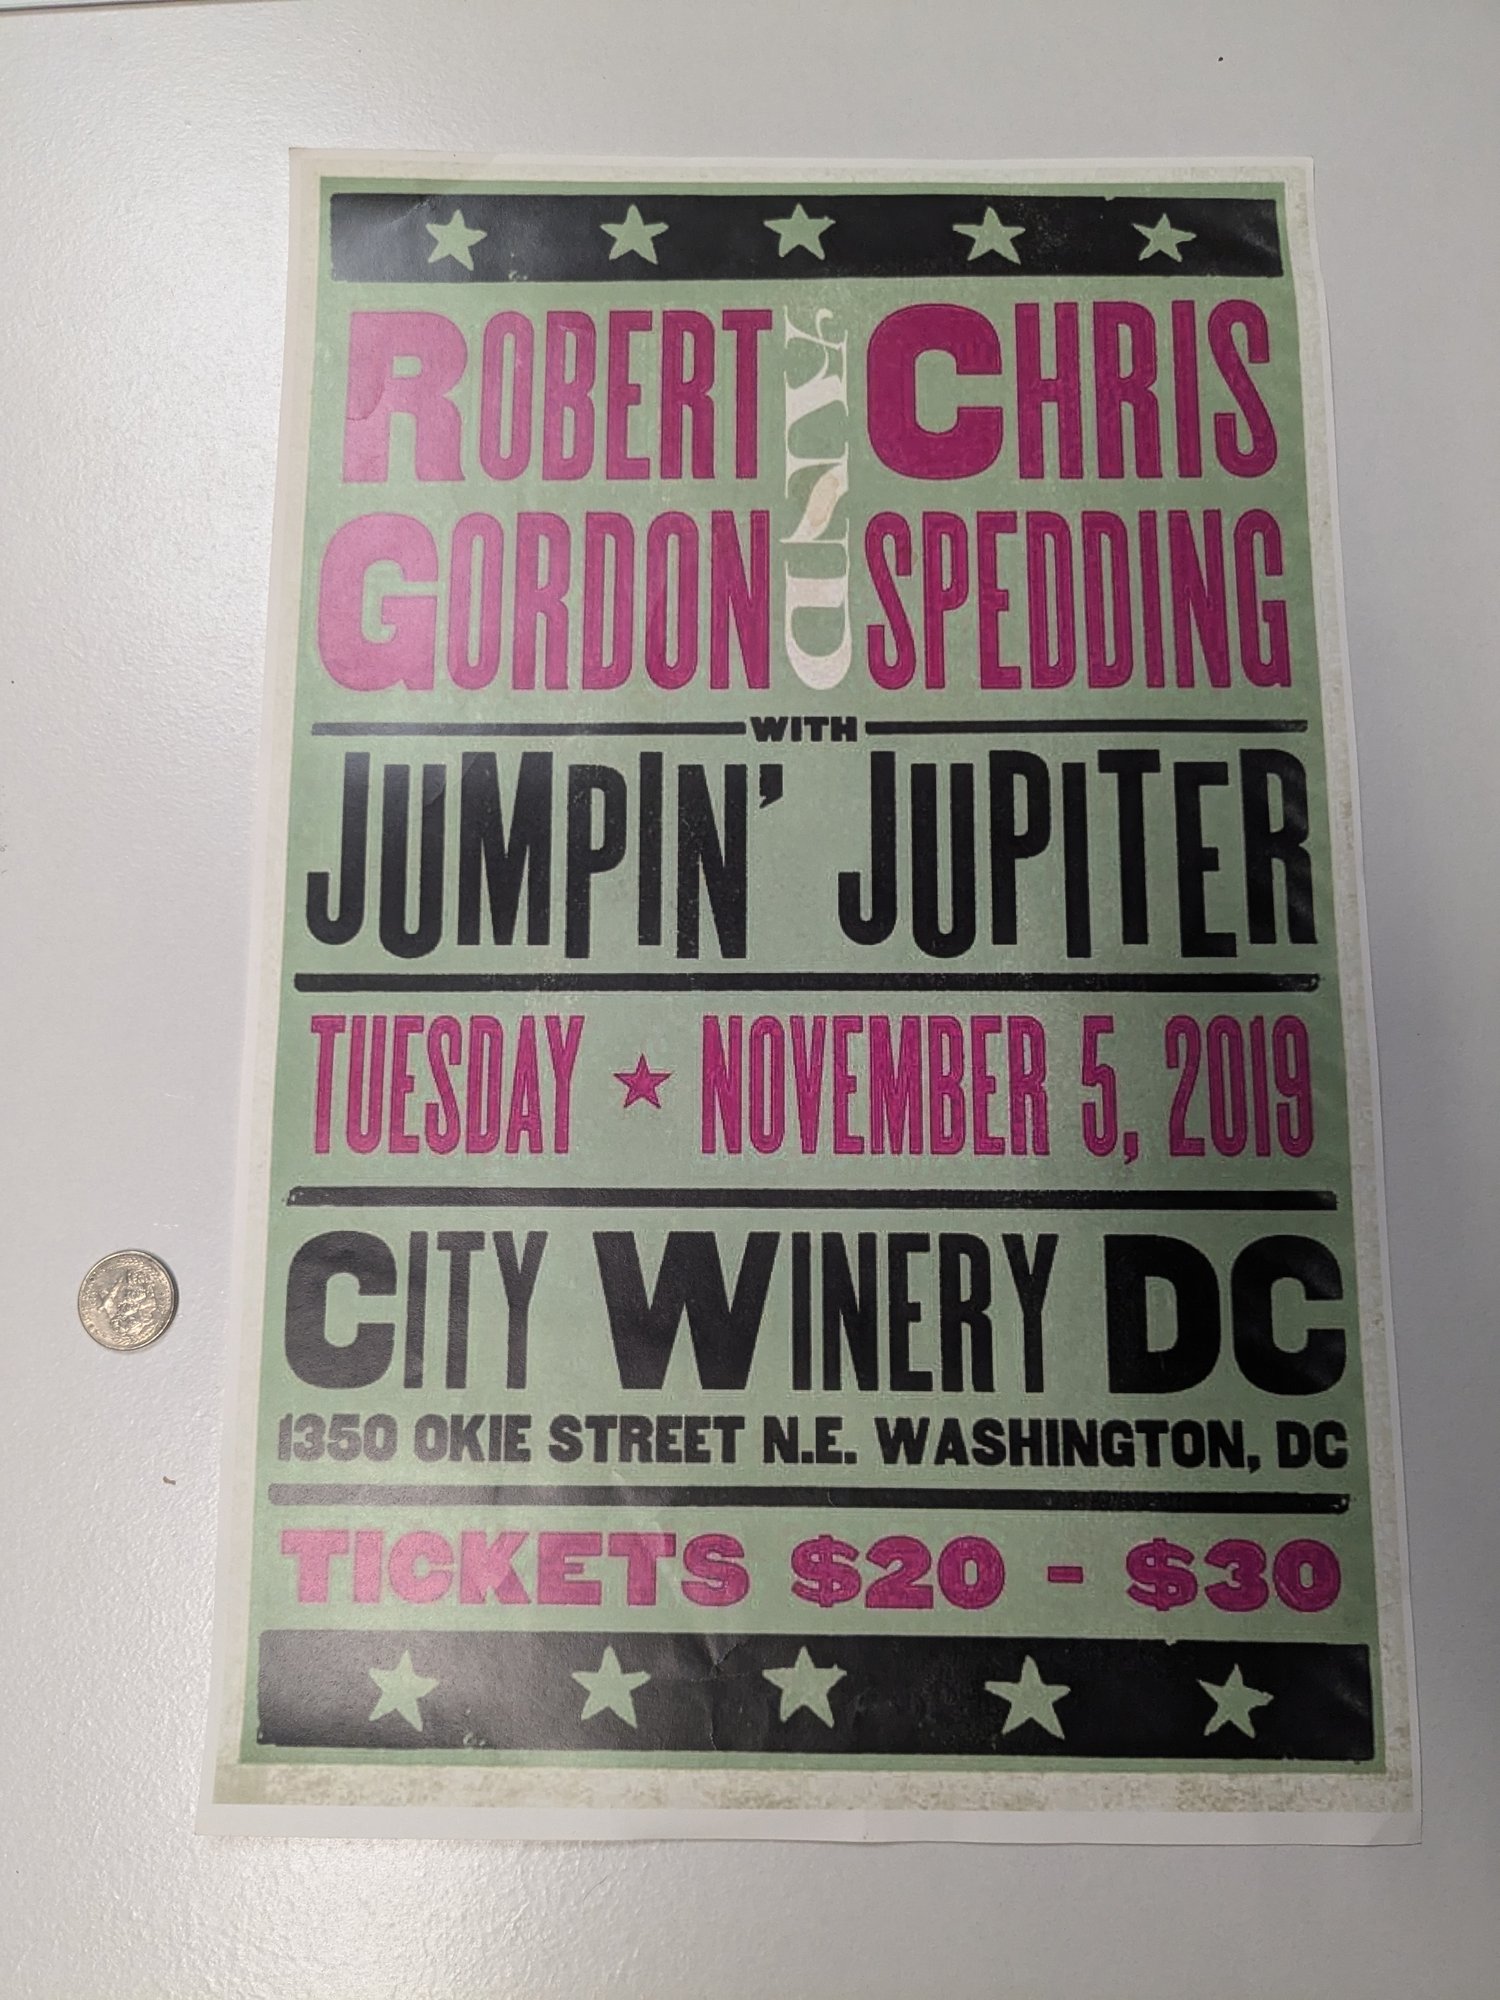 ROBERT AND CHRIS
GORDON SPEDDING
WITH
JUMPIN' JUPITER
TUESDAY ★ NOVEMBER 5, 2019
CITY WINERY DC
1350 OKIE STREET N.E. WASHINGTON, DC
TICKETS $20 - $30